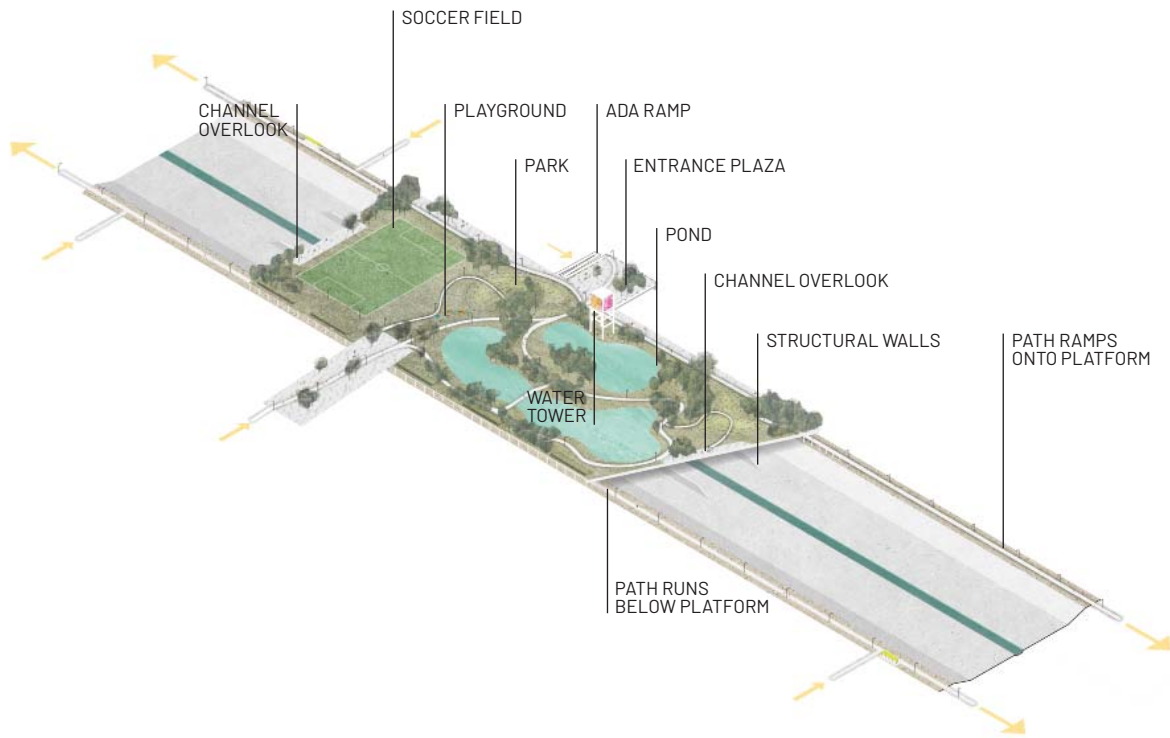 SOCCER FIELD
CHANNEL
OVERLOOK
PLAYGROUND
ADA RAMP
PARK
ENTRANCE PLAZA
POND
CHANNEL OVERLOOK
STRUCTURAL WALLS
PATH RAMPS
ONTO PLATFORM
WATER
TOWER
PATH RUNS
BELOW PLATFORM